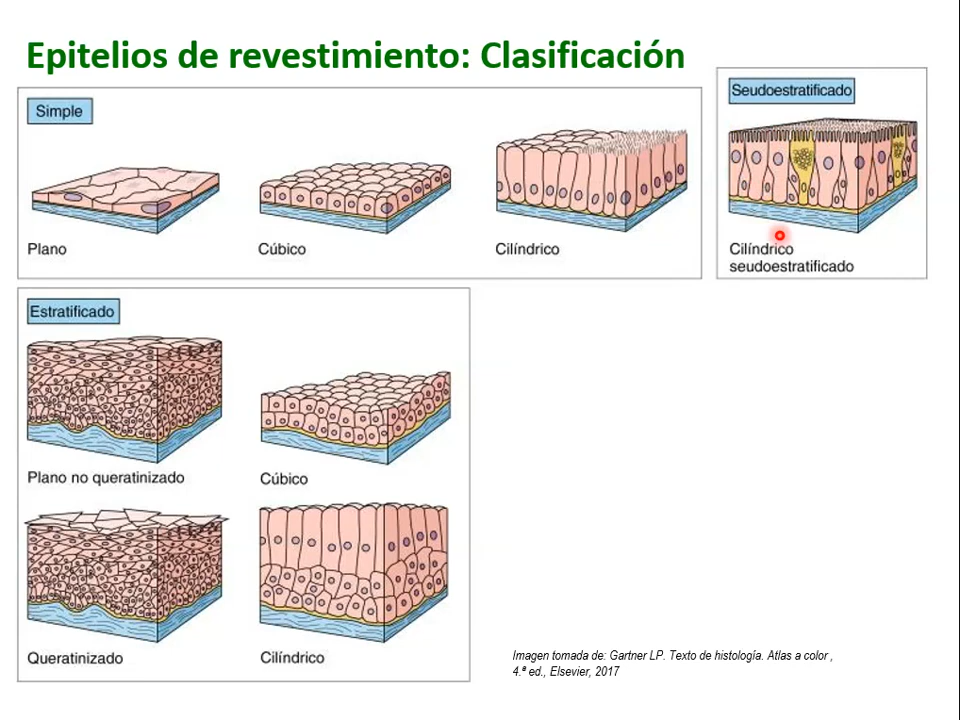 Epitelios de revestimiento: Clasificación
Simple
Plano
Cúbico
Cilíndrico
Seudoestratificado
Cilíndrico
seudoestratificado
Estratificado
Plano no queratinizado
Cúbico
Queratinizado
Cilíndrico
Imagen tomada de: Gartner LP. Texto de histología. Atlas a color ,
4.ª ed., Elsevier, 2017